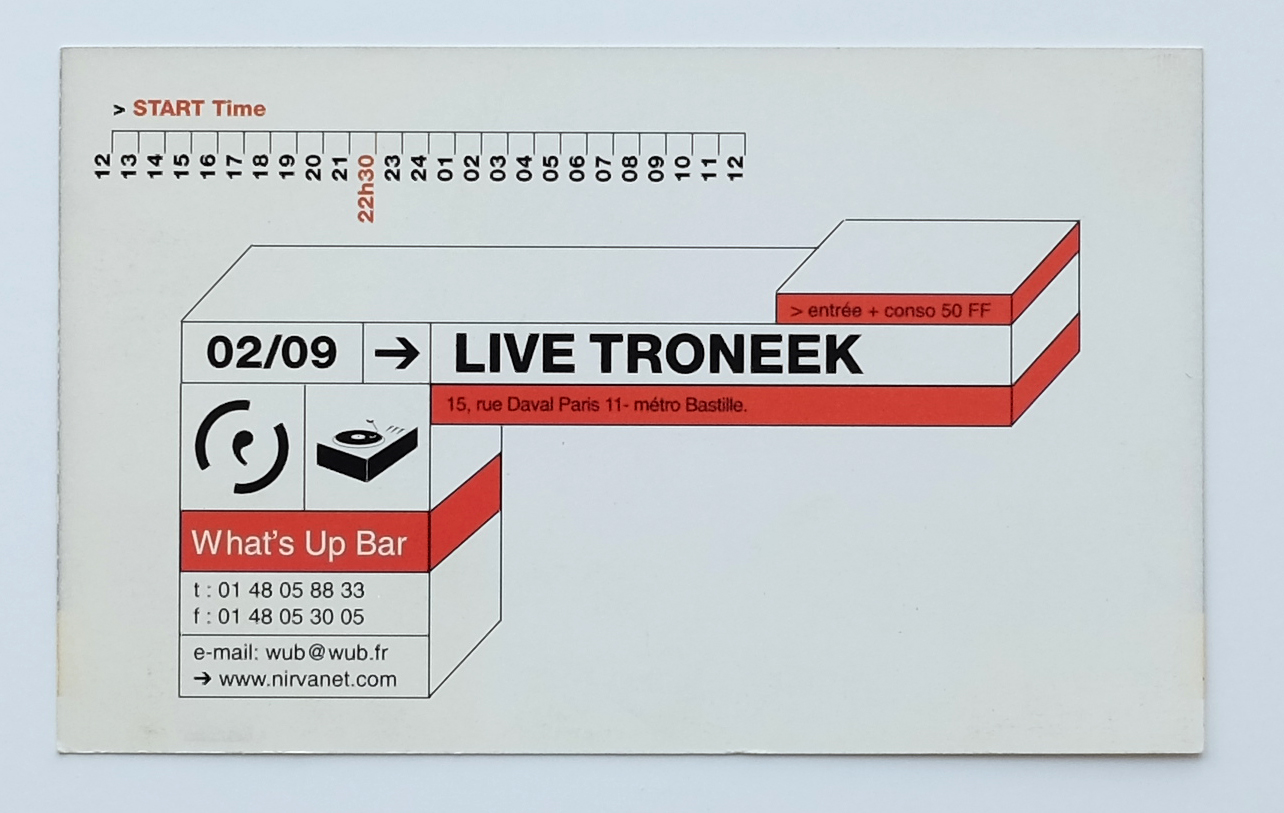 > START Time
12 13 14 15 16 17 18 19 20 21 22h30 23 24 01 02 03 04 05 06 07 08 09 10 11 12
> entrée + conso 50 FF
02/09 → LIVE TRONEEK
15, rue Daval Paris 11- métro Bastille.
What's Up Bar
t : 01 48 05 88 33
f : 01 48 05 30 05
e-mail: wub@wub.fr
→ www.nirvanet.com